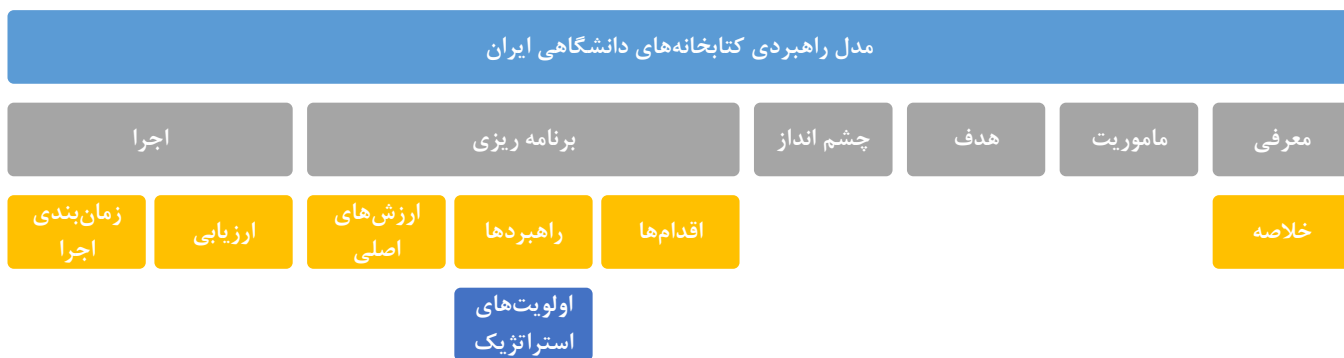 مدل راهبردی کتابخانه‌های دانشگاهی ایران
معرفی
ماموریت
هدف
چشم انداز
برنامه ریزی
اجرا
خلاصه
اقدام‌ها
راهبردها
ارزش‌های
اصلی
ارزیابی
زمان‌بندی
اجرا
اولویت‌های
استراتژیک